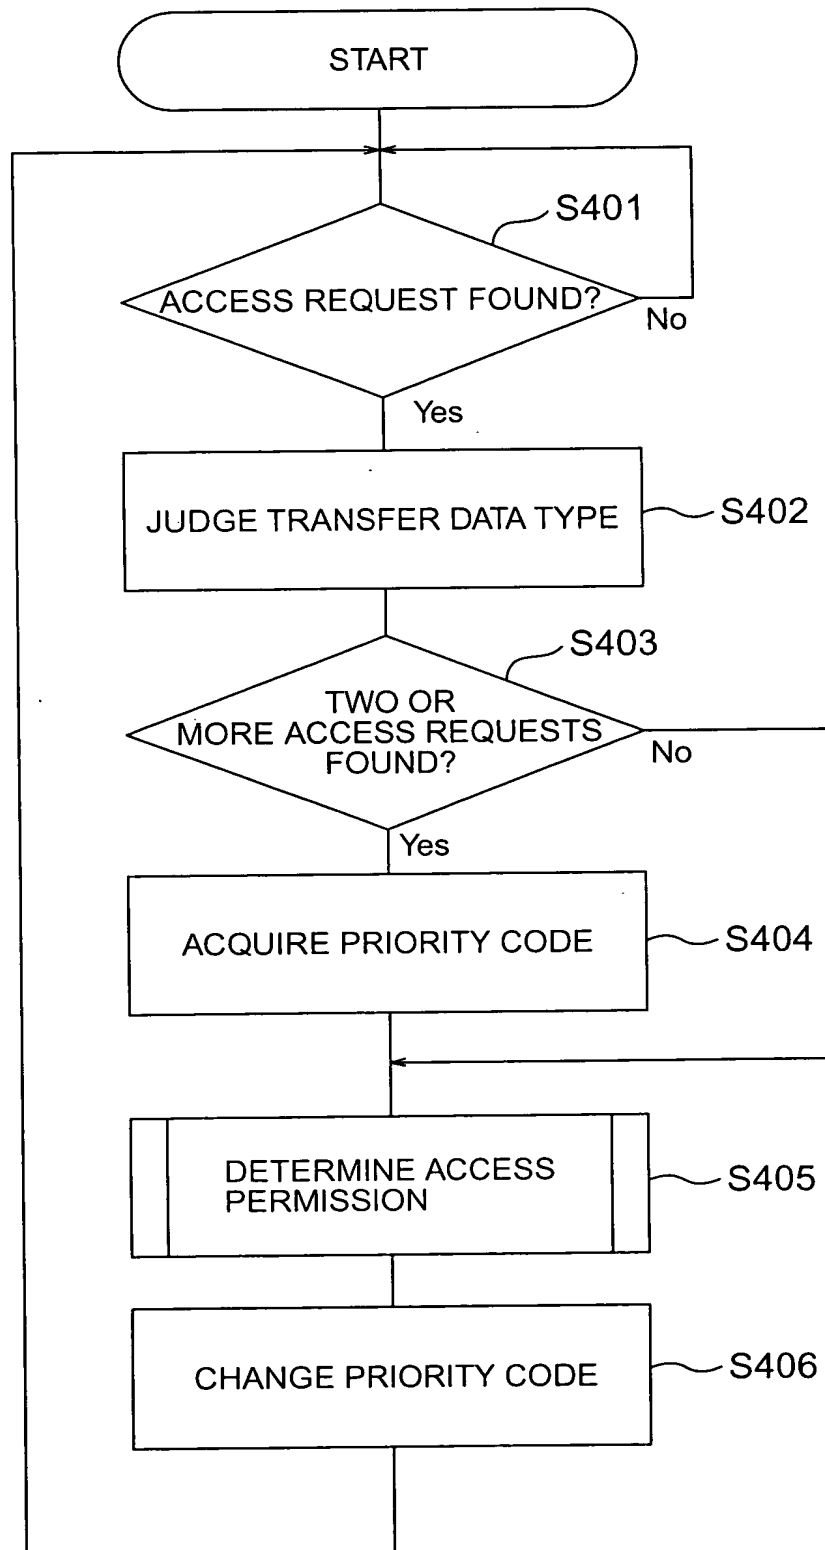 START
S401
ACCESS REQUEST FOUND?
No
Yes
JUDGE TRANSFER DATA TYPE
S402
S403
TWO OR
MORE ACCESS REQUESTS
FOUND?
No
Yes
ACQUIRE PRIORITY CODE
S404
DETERMINE ACCESS
PERMISSION
S405
CHANGE PRIORITY CODE
S406